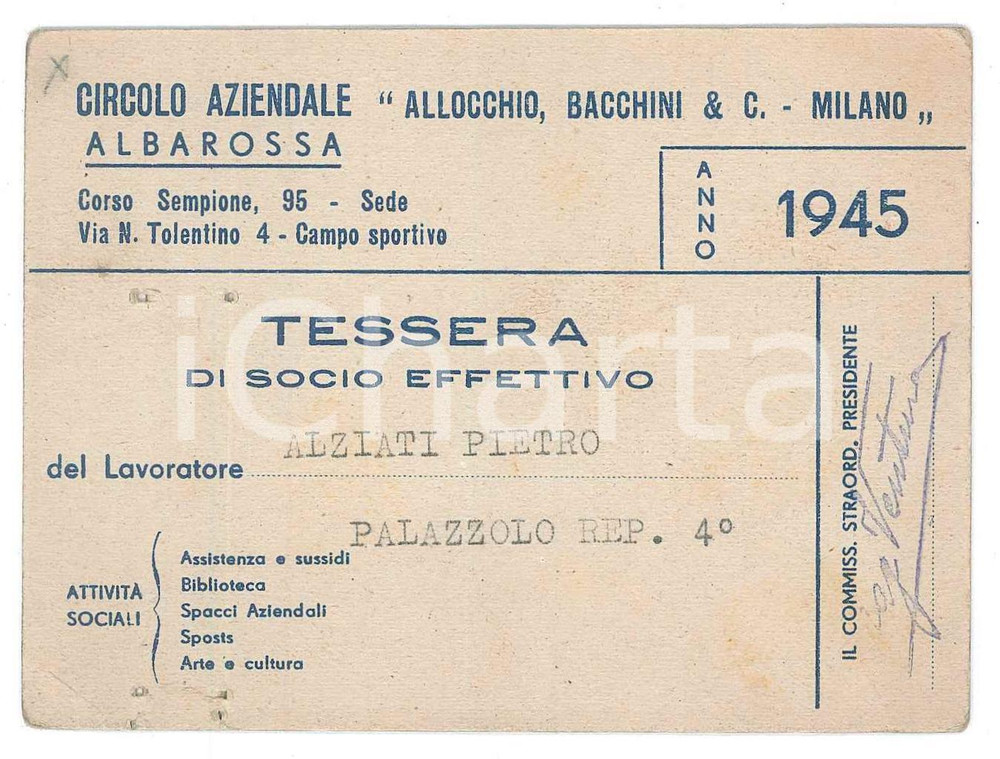 X
CIRCOLO AZIENDALE “ ALLOCCHIO, BACCHINI & C. - MILANO „
ALBAROSSA
Corso Sempione, 95 - Sede
Via N. Tolentino 4 - Campo sportivo
ANNO 1945
TESSERA
DI SOCIO EFFETTIVO
del Lavoratore ALZIATI PIETRO
PALAZZOLO REP. 4°
ATTIVITÀ SOCIALI
Assistenza e sussidi
Biblioteca
Spacci Aziendali
Sposts
Arte e cultura
IL COMMISS. STRAORD. PRESIDENTE
iCharta